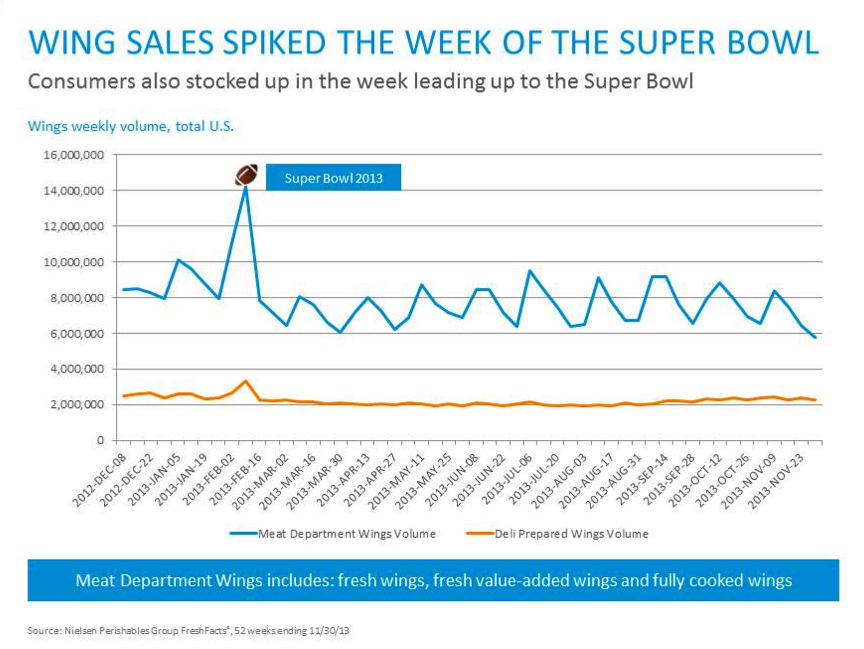 WING SALES SPIKED THE WEEK OF THE SUPER BOWL
Consumers also stocked up in the week leading up to the Super Bowl
Wings weekly volume, total U.S.
16,000,000
14,000,000
12,000,000
10,000,000
8,000,000
6,000,000
4,000,000
2,000,000
0
Super Bowl 2013
2012-DEC-08
2012-DEC-22
2013-JAN-05
2013-JAN-19
2013-FEB-02
2013-FEB-16
2013-MAR-02
2013-MAR-16
2013-MAR-30
2013-APR-13
2013-APR-27
2013-MAY-11
2013-MAY-25
2013-JUN-08
2013-JUN-22
2013-JUL-06
2013-JUL-20
2013-AUG-03
2013-AUG-17
2013-AUG-31
2013-SEP-14
2013-SEP-28
2013-OCT-12
2013-OCT-26
2013-NOV-09
2013-NOV-23
Meat Department Wings Volume
Deli Prepared Wings Volume
Meat Department Wings includes: fresh wings, fresh value-added wings and fully cooked wings
Source: Nielsen Perishables Group FreshFacts®, 52 weeks ending 11/30/13